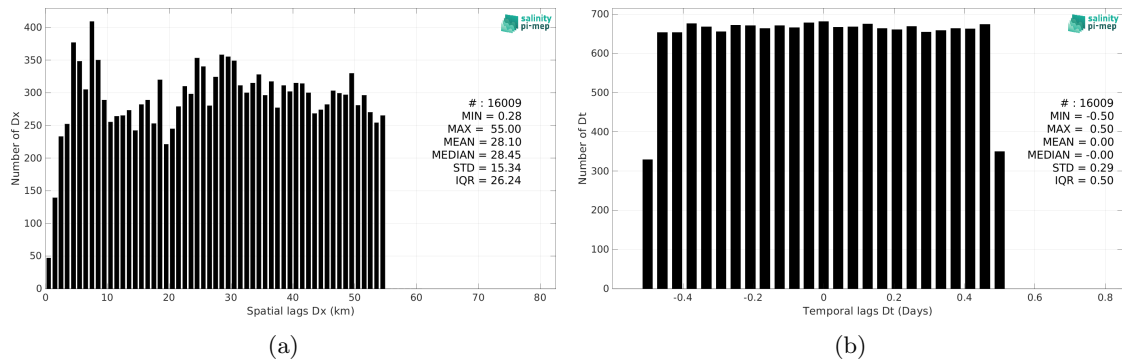 400
350
300
250
200
150
100
50
0
Number of Dx
0 10 20 30 40 50 60 70 80
Spatial lags Dx (km)
salinity
pi-mep
# : 16009
MIN = 0.28
MAX = 55.00
MEAN = 28.10
MEDIAN = 28.45
STD = 15.34
IQR = 26.24
(a)
700
600
500
400
300
200
100
0
Number of Dt
-0.4 -0.2 0 0.2 0.4 0.6 0.8
Temporal lags Dt (Days)
salinity
pi-mep
# : 16009
MIN = -0.50
MAX = 0.50
MEAN = 0.00
MEDIAN = -0.00
STD = 0.29
IQR = 0.50
(b)